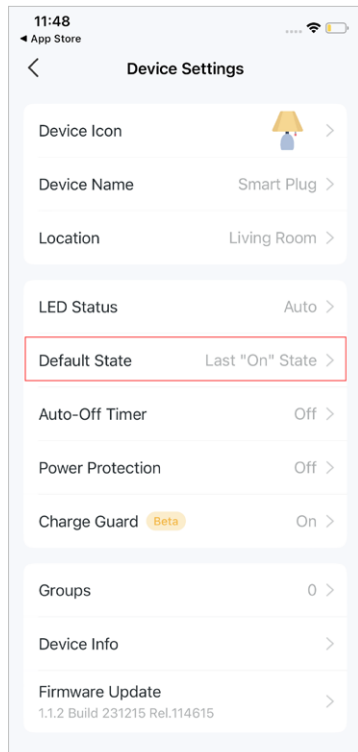 11:48
◀ App Store
Device Settings
Device Icon
Device Name Smart Plug
Location Living Room
LED Status Auto
Default State Last "On" State
Auto-Off Timer Off
Power Protection Off
Charge Guard Beta On
Groups 0
Device Info
Firmware Update
1.1.2 Build 231215 Rel.114615